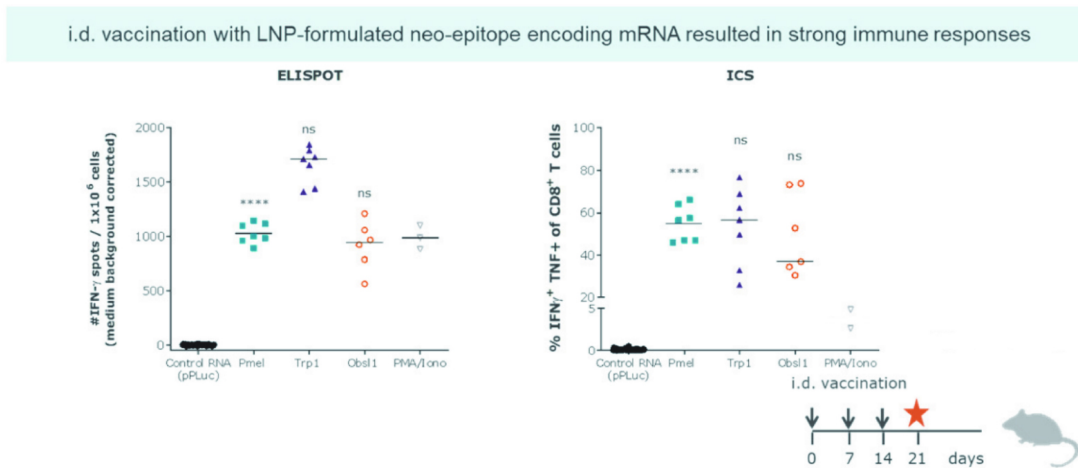 i.d. vaccination with LNP-formulated neo-epitope encoding mRNA resulted in strong immune responses
ELISPOT
#IFN-γ spots / 1x10⁶ cells
(medium background corrected)
2000
1500
1000
500
0
****
ns
ns
Control RNA
(pPLuc)
Pmel
Trp1
Obsl1
PMA/Iono
ICS
% IFNγ⁺ TNF+ of CD8⁺ T cells
100
80
60
40
20
5
0
****
ns
ns
Control RNA
(pPLuc)
Pmel
Trp1
Obsl1
PMA/Iono
i.d. vaccination
0 7 14 21 days